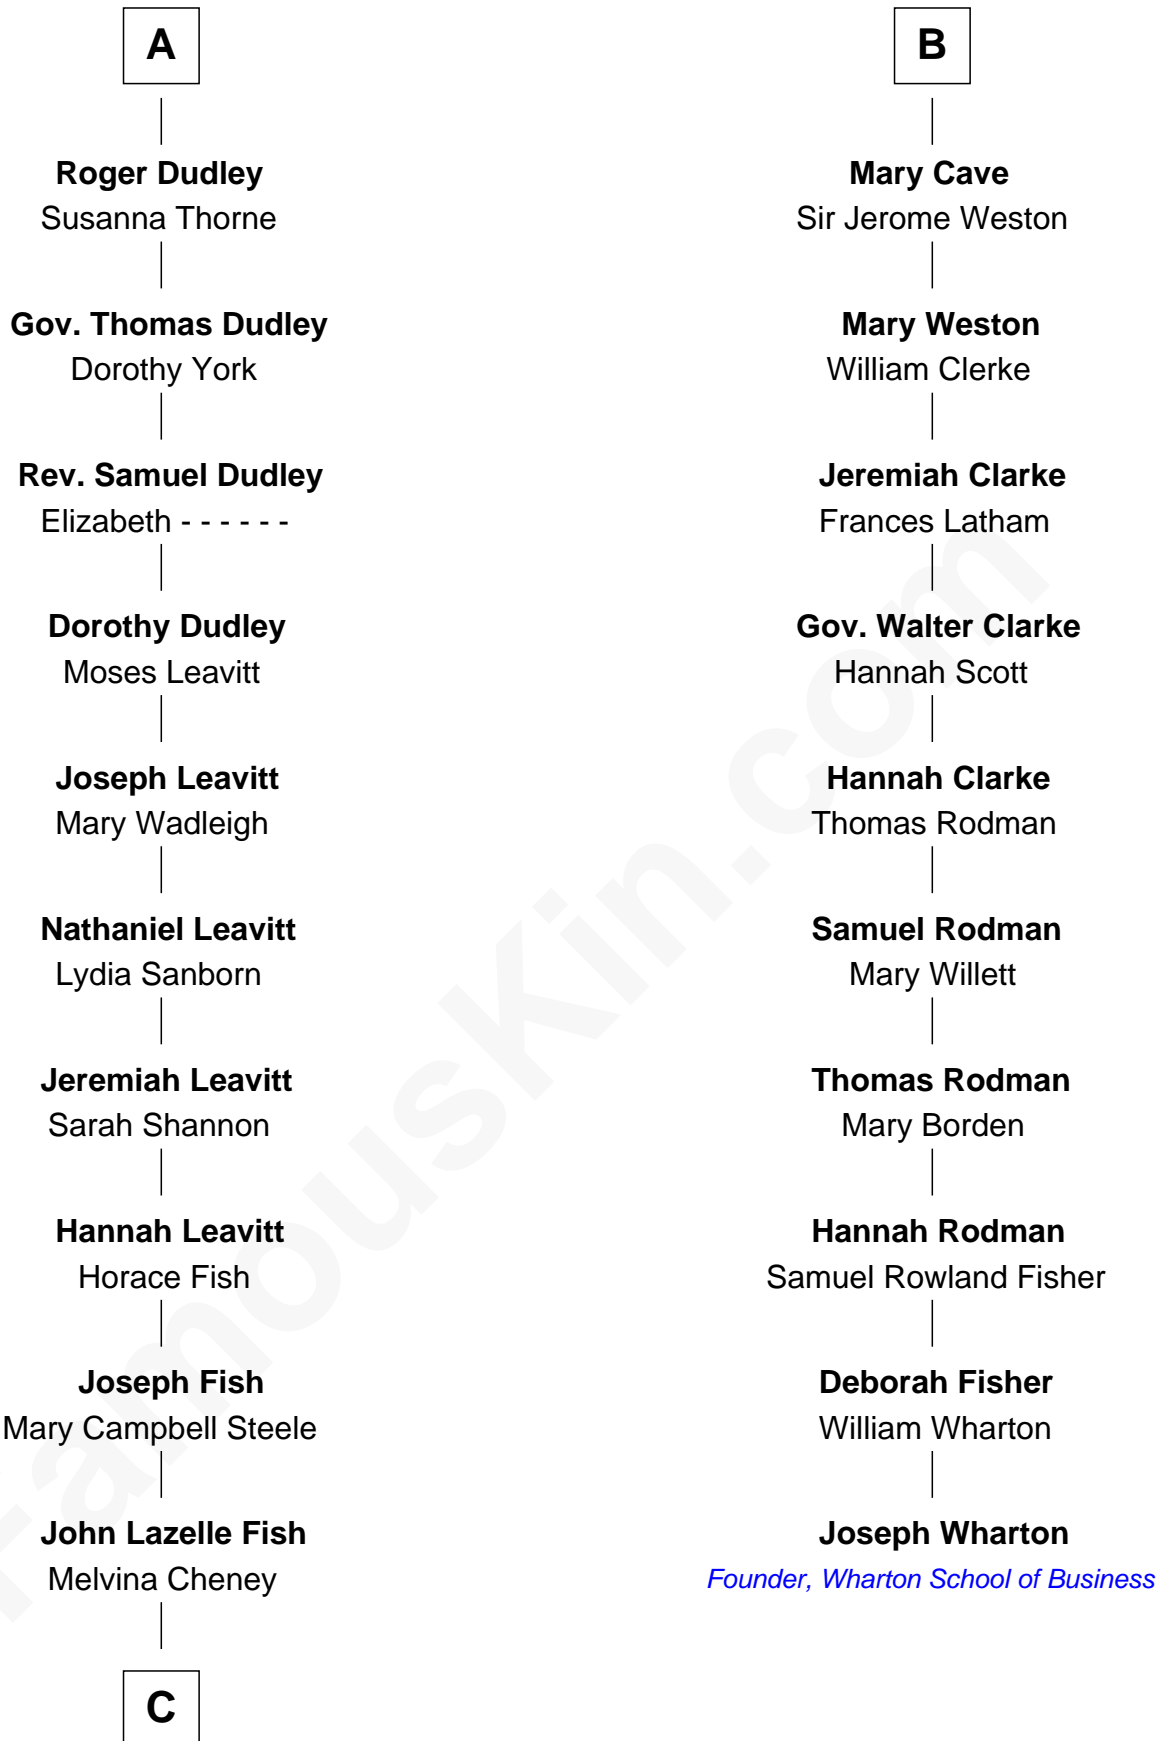 A
Roger Dudley
Susanna Thorne
Gov. Thomas Dudley
Dorothy York
Rev. Samuel Dudley
Elizabeth - - - - - -
Dorothy Dudley
Moses Leavitt
Joseph Leavitt
Mary Wadleigh
Nathaniel Leavitt
Lydia Sanborn
Jeremiah Leavitt
Sarah Shannon
Hannah Leavitt
Horace Fish
Joseph Fish
Mary Campbell Steele
John Lazelle Fish
Melvina Cheney
C
B
Mary Cave
Sir Jerome Weston
Mary Weston
William Clerke
Jeremiah Clarke
Frances Latham
Gov. Walter Clarke
Hannah Scott
Hannah Clarke
Thomas Rodman
Samuel Rodman
Mary Willett
Thomas Rodman
Mary Borden
Hannah Rodman
Samuel Rowland Fisher
Deborah Fisher
William Wharton
Joseph Wharton
Founder, Wharton School of Business
FamousKin.com